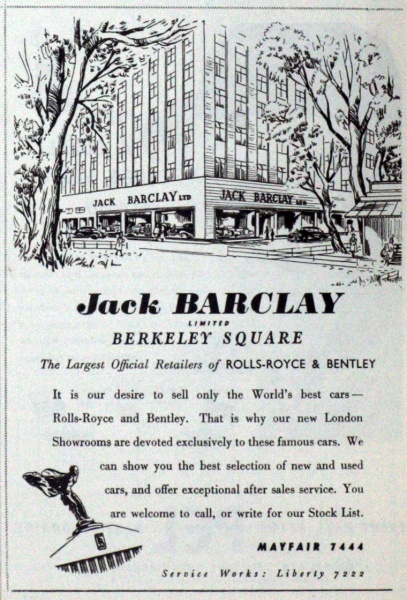 JACK BARCLAY LTD
JACK BARCLAY LTD
Jack BARCLAY
LIMITED
BERKELEY SQUARE
The Largest Official Retailers of ROLLS-ROYCE & BENTLEY
It is our desire to sell only the World's best cars—
Rolls-Royce and Bentley. That is why our new London
Showrooms are devoted exclusively to these famous cars. We
can show you the best selection of new and used
cars, and offer exceptional after sales service. You
are welcome to call, or write for our Stock List.
MAYFAIR 7444
Service Works: Liberty 7222